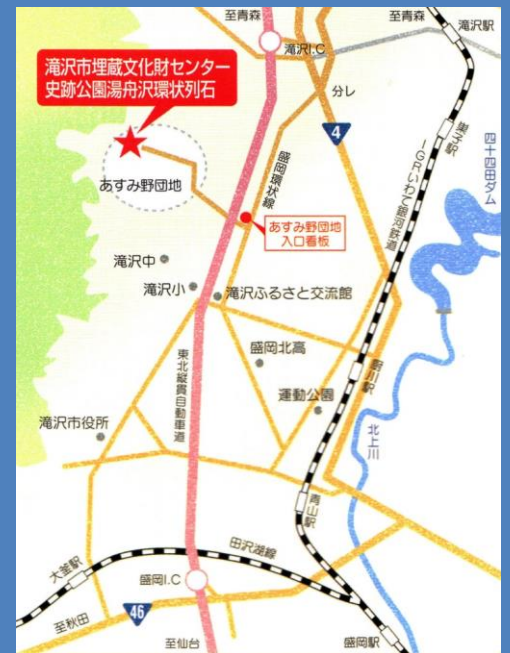 至青森
至青森
滝沢I.C
滝沢駅
滝沢市埋蔵文化財センター
史跡公園湯舟沢環状列石
分レ
4
巣子駅
四十四田ダム
IGRいわて銀河鉄道
盛岡環状線
あすみ野団地
あすみ野団地
入口看板
滝沢中
滝沢小
滝沢ふるさと交流館
盛岡北高
東北縦貫自動車道
厨川駅
運動公園
北上川
滝沢市役所
青山駅
田沢湖線
大釜駅
盛岡I.C
46
至秋田
至仙台
盛岡駅